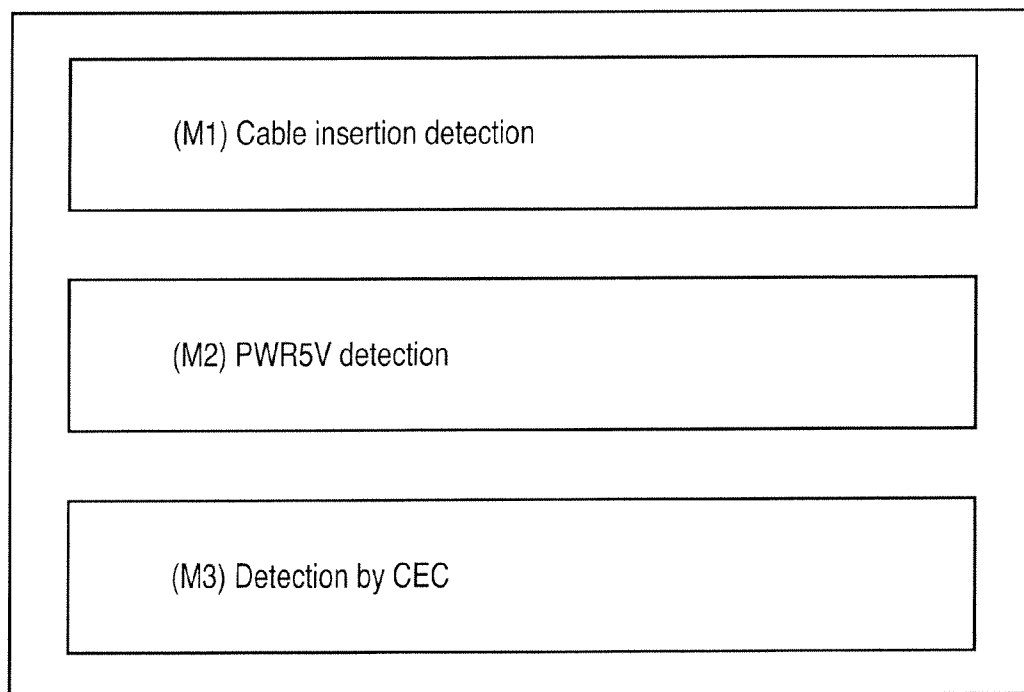 (M1) Cable insertion detection
(M2) PWR5V detection
(M3) Detection by CEC